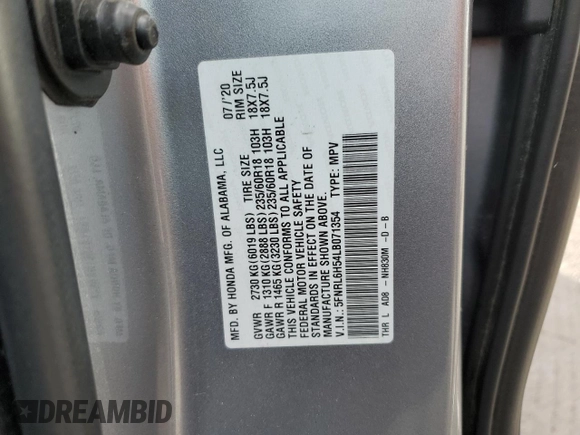 MFD. BY HONDA MFG. OF ALABAMA, LLC 07/'20
TIRE SIZE RIM SIZE
GVWR 2730 KG(6019 LBS)
GAWR F 1310 KG(2888 LBS) 235/60R18 103H 18X7.5J
GAWR R 1465 KG(3230 LBS) 235/60R18 103H 18X7.5J
THIS VEHICLE CONFORMS TO ALL APPLICABLE
FEDERAL MOTOR VEHICLE SAFETY
STANDARDS IN EFFECT ON THE DATE OF
MANUFACTURE SHOWN ABOVE.
V.I.N.: 5FNRL6H54LB071354 TYPE: MPV
THR L AD8 - NH830M -D -B
DREAMBID